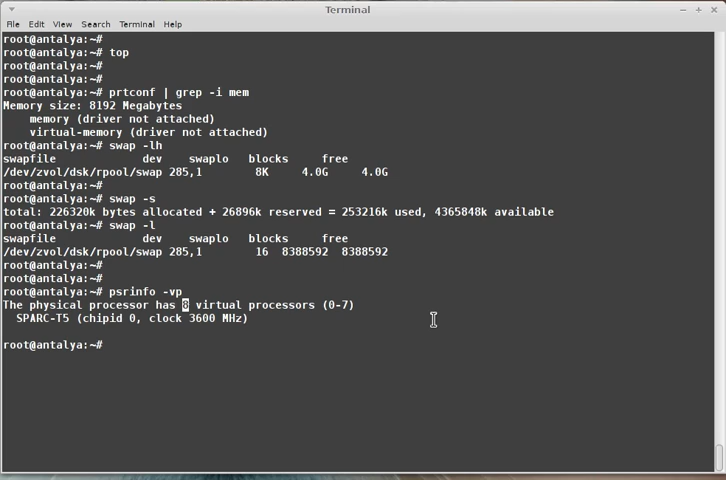 Terminal
File Edit View Search Terminal Help
root@antalya:~#
root@antalya:~# top
root@antalya:~#
root@antalya:~#
root@antalya:~# prtconf | grep -i mem
Memory size: 8192 Megabytes
    memory (driver not attached)
    virtual-memory (driver not attached)
root@antalya:~# swap -lh
swapfile             dev    swaplo   blocks     free
/dev/zvol/dsk/rpool/swap 285,1        8K     4.0G     4.0G
root@antalya:~#
root@antalya:~# swap -s
total: 226320k bytes allocated + 26896k reserved = 253216k used, 4365848k available
root@antalya:~# swap -l
swapfile             dev    swaplo   blocks     free
/dev/zvol/dsk/rpool/swap 285,1        16  8388592  8388592
root@antalya:~#
root@antalya:~#
root@antalya:~# psrinfo -vp
The physical processor has 8 virtual processors (0-7)
  SPARC-T5 (chipid 0, clock 3600 MHz)
root@antalya:~#